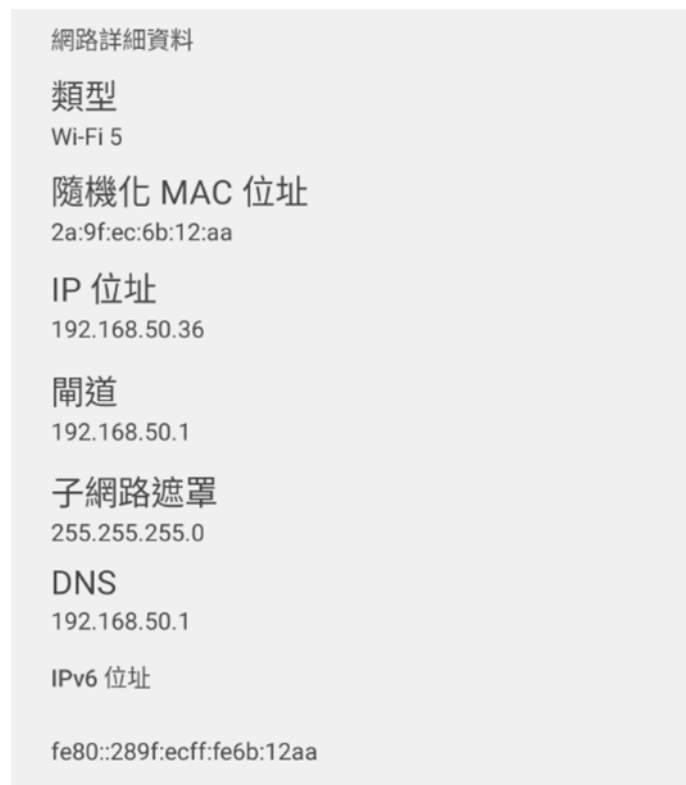 網路詳細資料
類型
Wi-Fi 5
隨機化 MAC 位址
2a:9f:ec:6b:12:aa
IP 位址
192.168.50.36
閘道
192.168.50.1
子網路遮罩
255.255.255.0
DNS
192.168.50.1
IPv6 位址
fe80::289f:ecff:fe6b:12aa